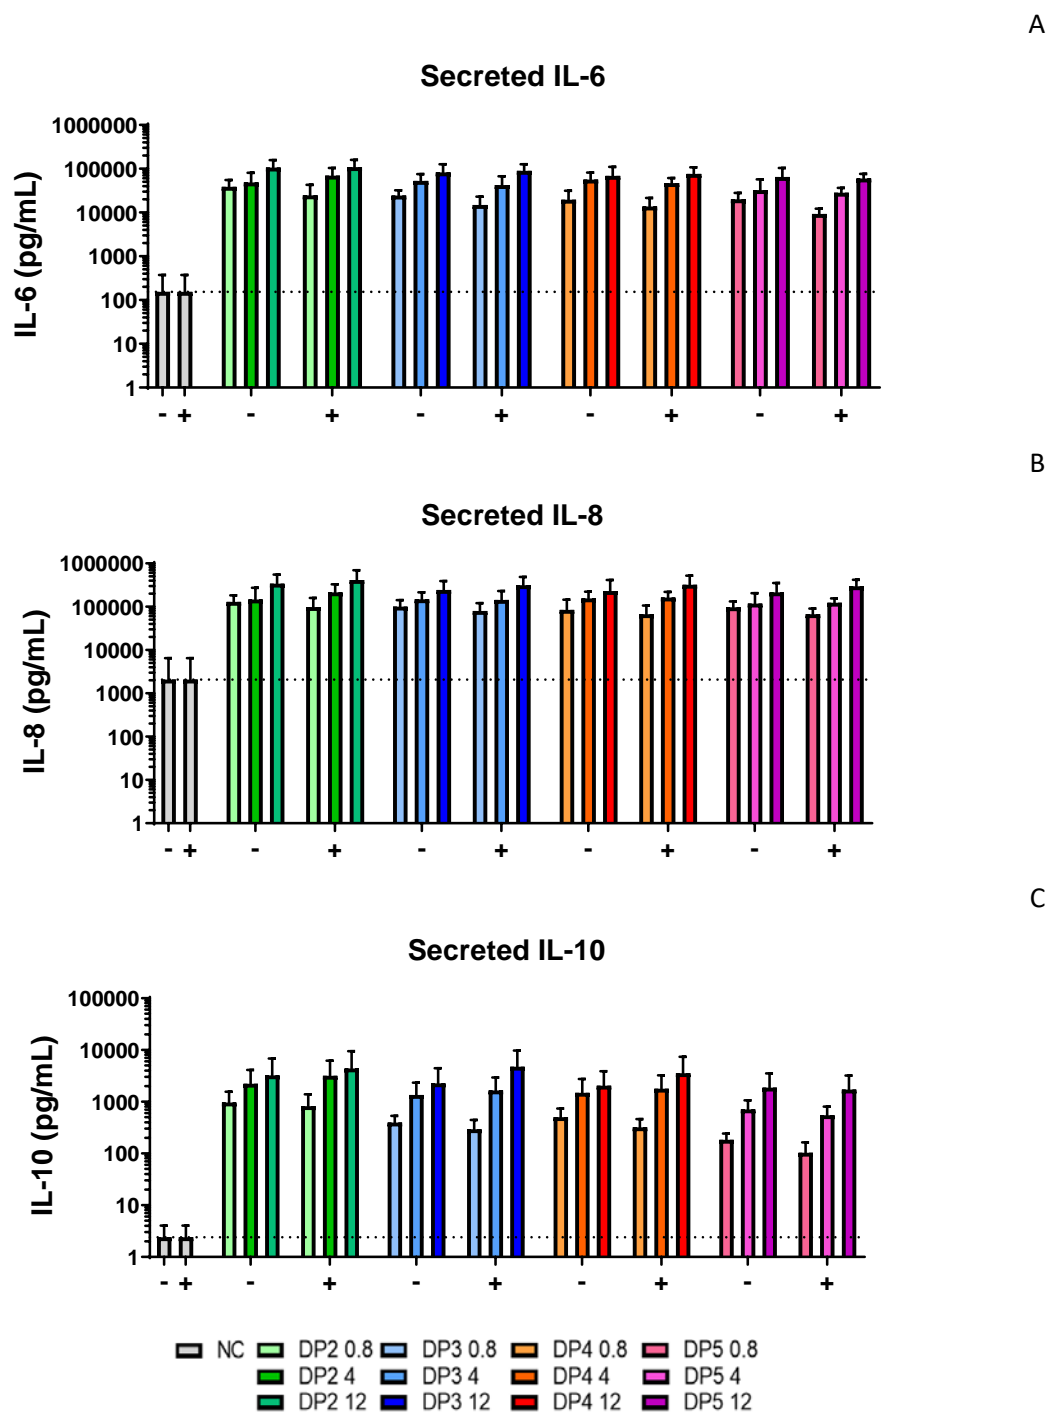 A
Secreted IL-6
IL-6 (pg/mL)
1000000
100000
10000
1000
100
10
1
- + - + - + - + - +
B
Secreted IL-8
IL-8 (pg/mL)
1000000
100000
10000
1000
100
10
1
- + - + - + - + - +
C
Secreted IL-10
IL-10 (pg/mL)
100000
10000
1000
100
10
1
- + - + - + - + - +
NC DP2 0.8 DP3 0.8 DP4 0.8 DP5 0.8
DP2 4 DP3 4 DP4 4 DP5 4
DP2 12 DP3 12 DP4 12 DP5 12